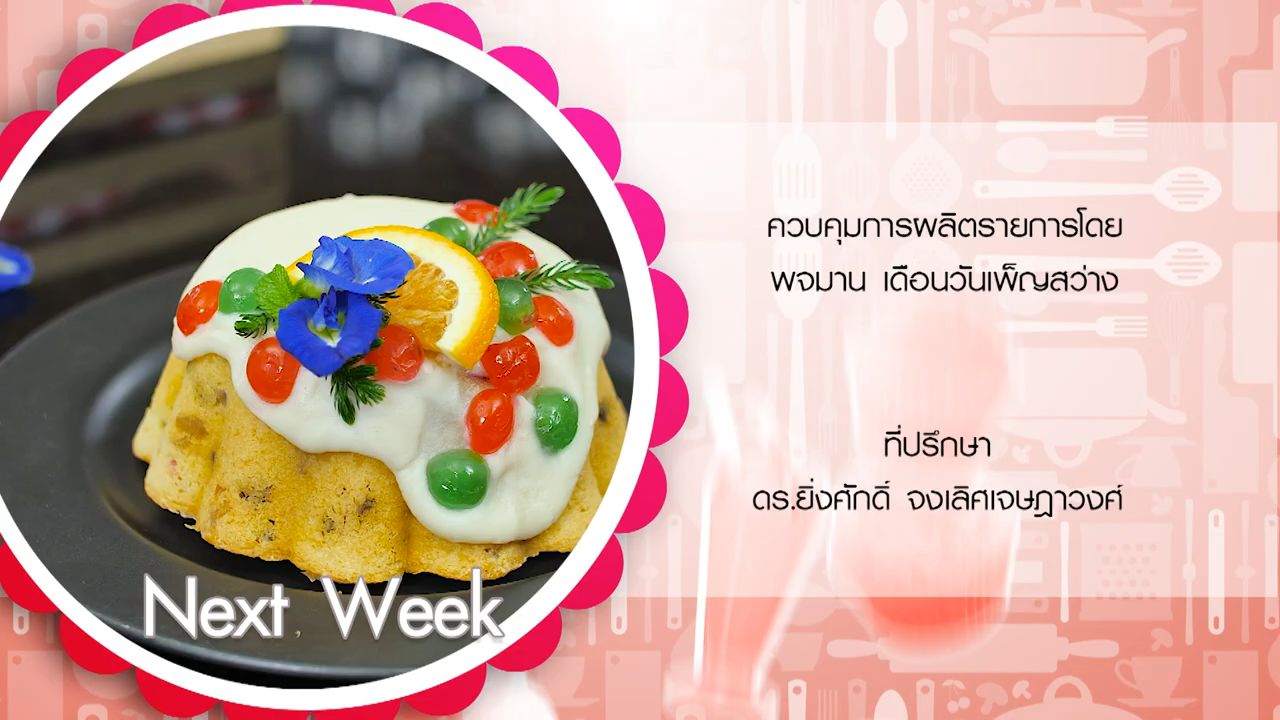 ควบคุมการผลิตรายการโดย
พจมาน เดือนวันเพ็ญสว่าง
ที่ปรึกษา
ดร.ยิ่งศักดิ์ จงเลิศเจษฎาวงศ์
Next Week